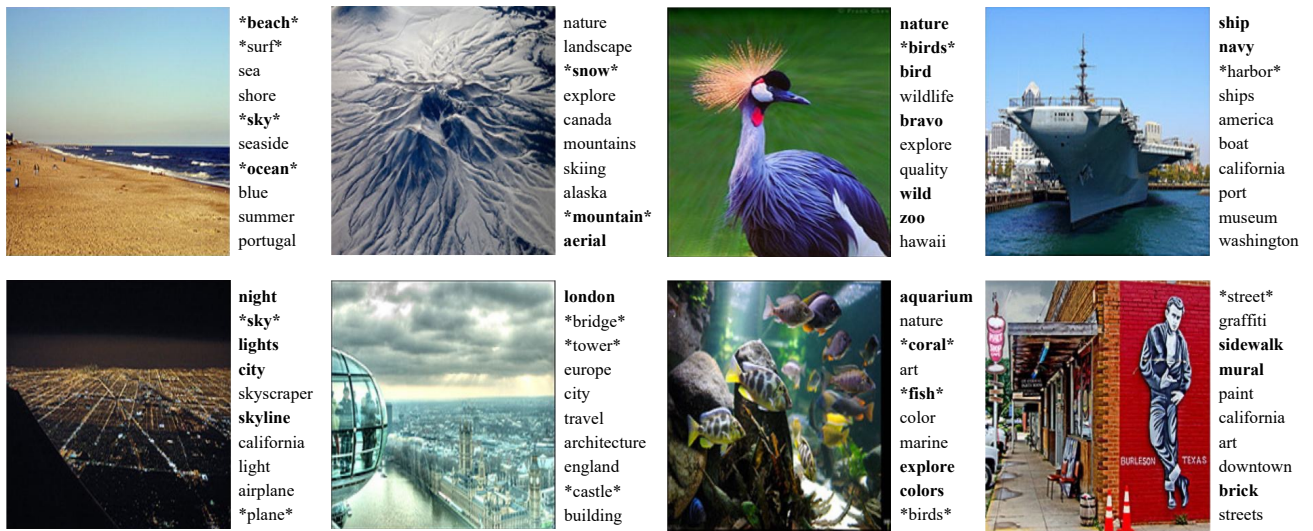 *beach*
*surf*
sea
shore
*sky*
seaside
*ocean*
blue
summer
portugal
nature
landscape
*snow*
explore
canada
mountains
skiing
alaska
*mountain*
aerial
nature
*birds*
bird
wildlife
bravo
explore
quality
wild
zoo
hawaii
ship
navy
*harbor*
ships
america
boat
california
port
museum
washington
night
*sky*
lights
city
skyscraper
skyline
california
light
airplane
*plane*
london
*bridge*
*tower*
europe
city
travel
architecture
england
*castle*
building
aquarium
nature
*coral*
art
*fish*
color
marine
explore
colors
*birds*
BURLESON TEXAS
*street*
graffiti
sidewalk
mural
paint
california
art
downtown
brick
streets